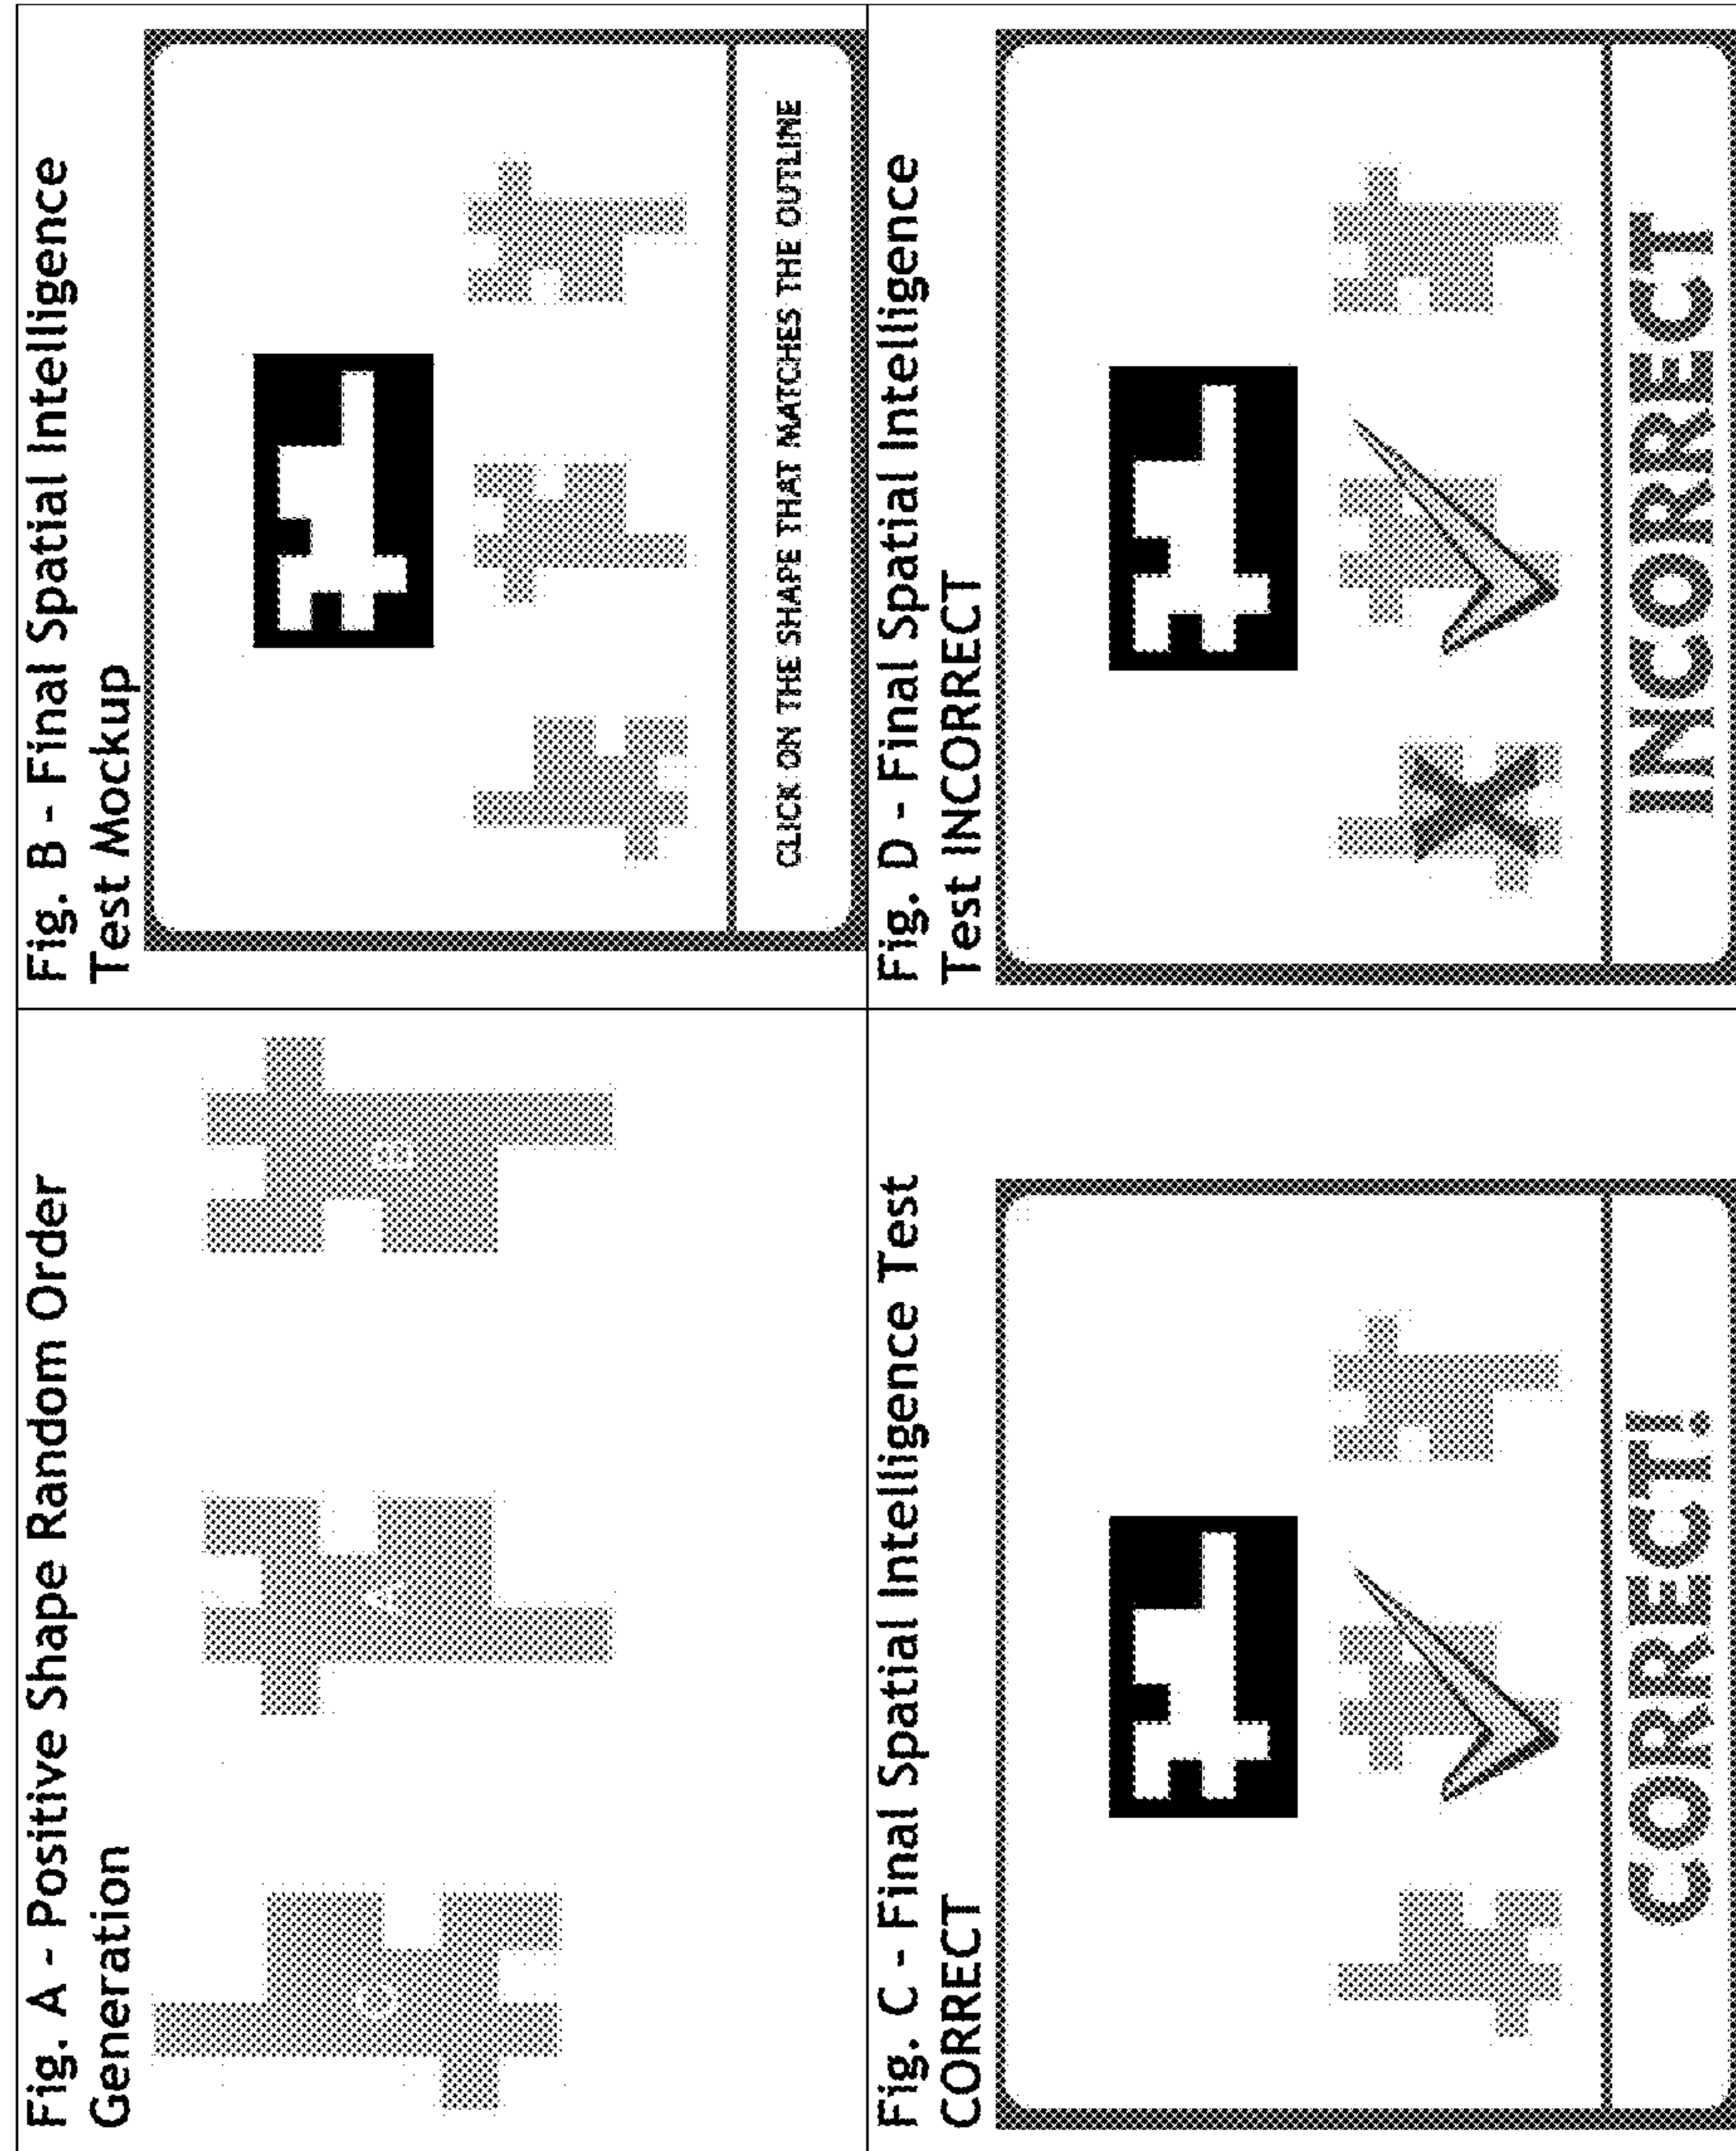 Fig. A - Positive Shape Random Order
Generation
C
A
B
Fig. B - Final Spatial Intelligence
Test Mockup
CLICK ON THE SHAPE THAT MATCHES THE OUTLINE
Fig. C - Final Spatial Intelligence Test
CORRECT
CORRECT!
Fig. D - Final Spatial Intelligence
Test INCORRECT
INCORRECT